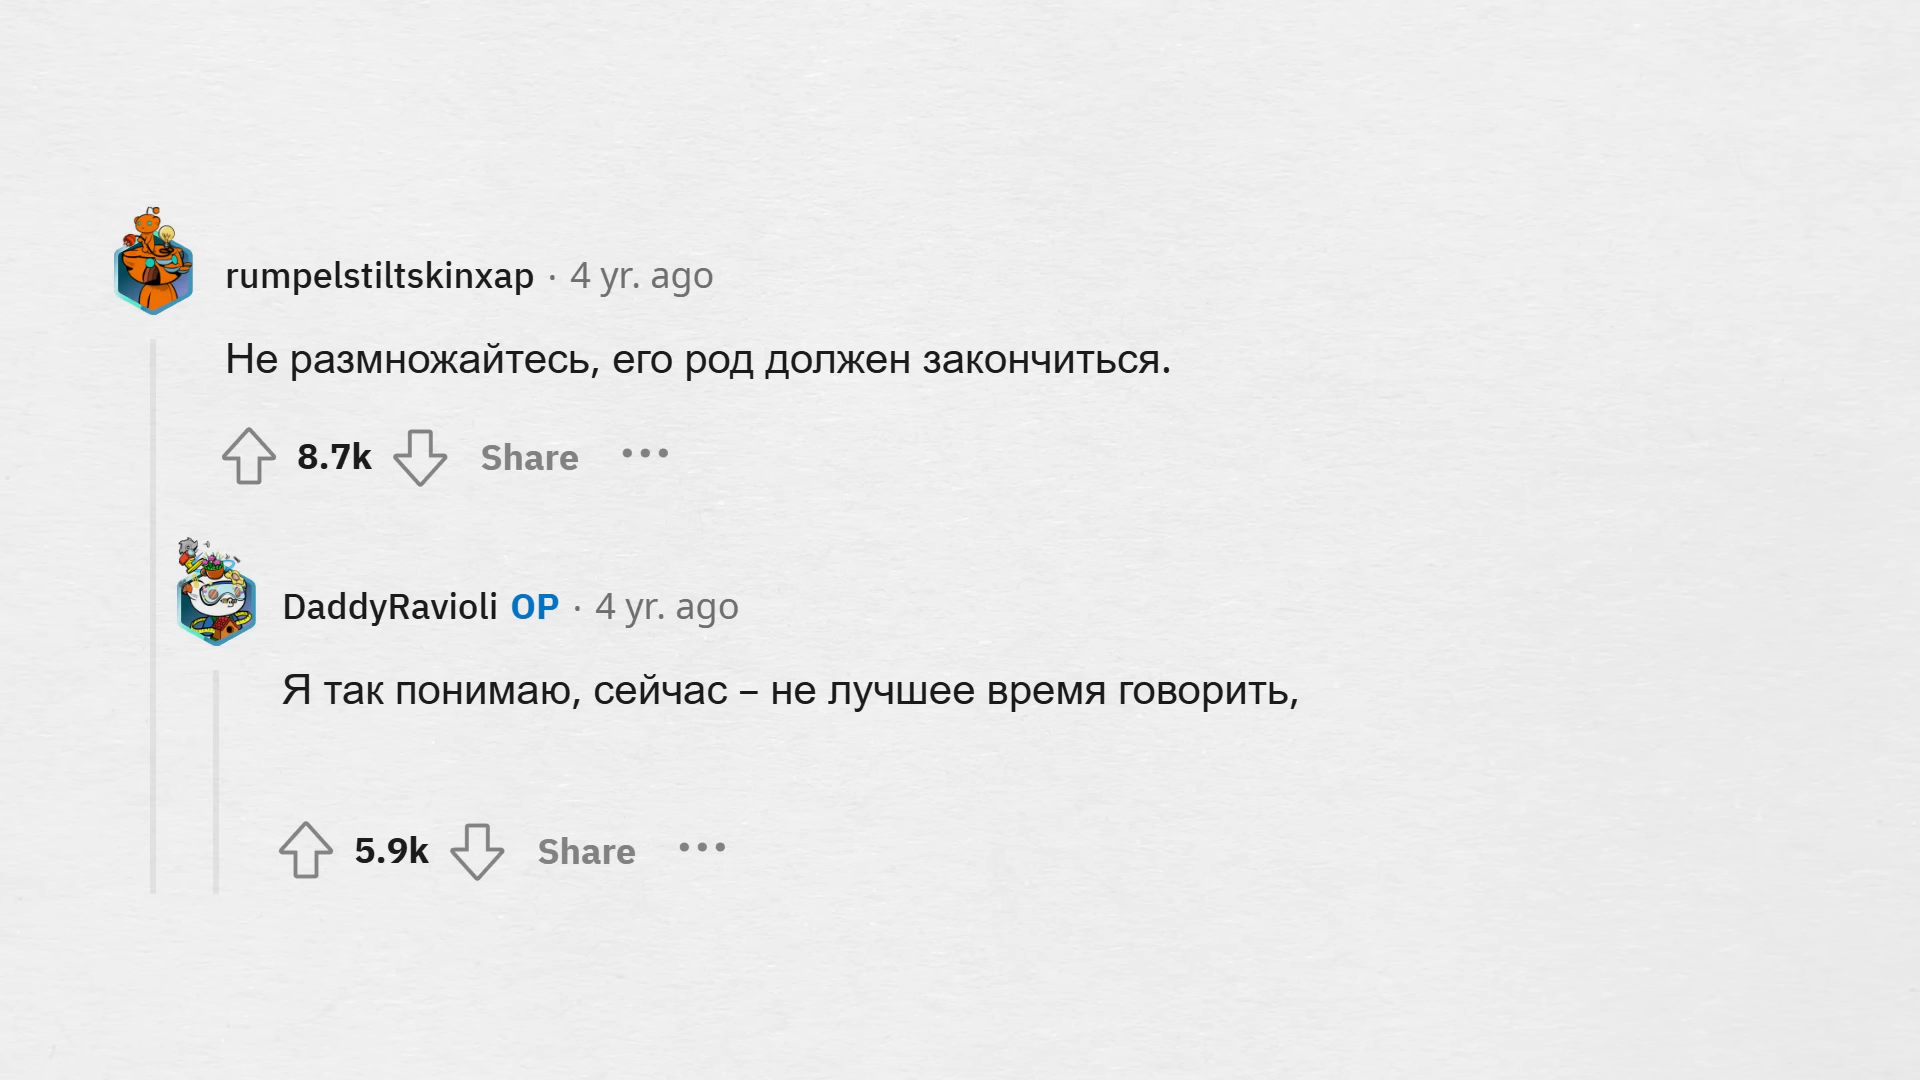 rumpelstiltskinxap · 4 yr. ago
Не размножайтесь, его род должен закончиться.
8.7k Share •••
DaddyRavioli OP · 4 yr. ago
Я так понимаю, сейчас – не лучшее время говорить,
5.9k Share •••